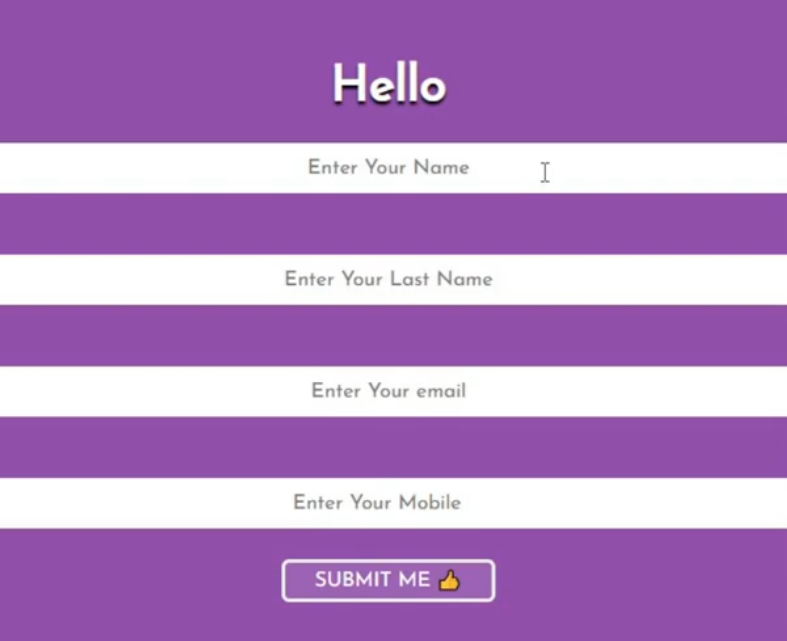 Hello
Enter Your Name
Enter Your Last Name
Enter Your email
Enter Your Mobile
SUBMIT ME 👍